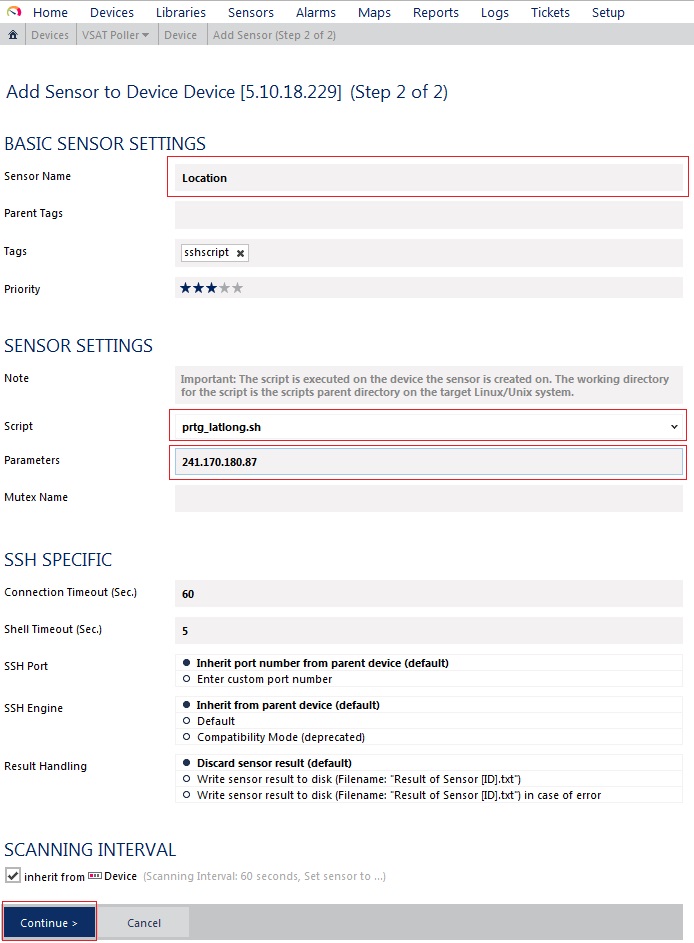 Home Devices Libraries Sensors Alarms Maps Reports Logs Tickets Setup
Devices VSAT Poller Device Add Sensor (Step 2 of 2)
Add Sensor to Device Device [5.10.18.229] (Step 2 of 2)
BASIC SENSOR SETTINGS
Sensor Name Location
Parent Tags
Tags sshscript
Priority
SENSOR SETTINGS
Note Important: The script is executed on the device the sensor is created on. The working directory
for the script is the scripts parent directory on the target Linux/Unix system.
Script prtg_latlong.sh
Parameters 241.170.180.87
Mutex Name
SSH SPECIFIC
Connection Timeout (Sec.) 60
Shell Timeout (Sec.) 5
SSH Port Inherit port number from parent device (default)
Enter custom port number
SSH Engine Inherit from parent device (default)
Default
Compatibility Mode (deprecated)
Result Handling Discard sensor result (default)
Write sensor result to disk (Filename: "Result of Sensor [ID].txt")
Write sensor result to disk (Filename: "Result of Sensor [ID].txt") in case of error
SCANNING INTERVAL
inherit from Device (Scanning Interval: 60 seconds, Set sensor to ...)
Continue > Cancel